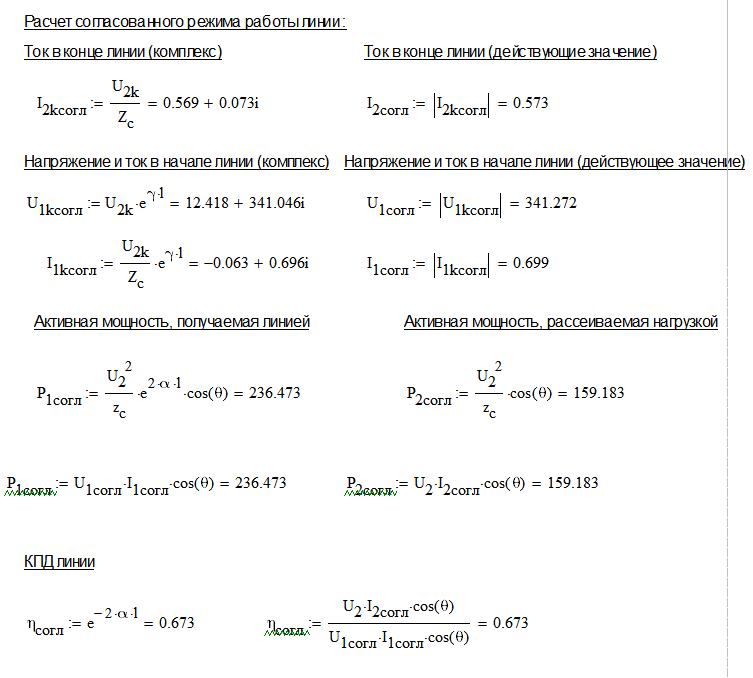 Расчет согласованного режима работы линии:
Ток в конце линии (комплекс) Ток в конце линии (действующие значение)
I2kсогл := U2k / Zc = 0.569 + 0.073i I2согл := |I2kсогл| = 0.573
Напряжение и ток в начале линии (комплекс) Напряжение и ток в начале линии (действующее значение)
U1kсогл := U2k·e^(γ·l) = 12.418 + 341.046i U1согл := |U1kсогл| = 341.272
I1kсогл := U2k / Zc ·e^(γ·l) = −0.063 + 0.696i I1согл := |I1kсогл| = 0.699
Активная мощность, получаемая линией Активная мощность, рассеиваемая нагрузкой
P1согл := U2^2 / zc ·e^(2·α·l)·cos(θ) = 236.473 P2согл := U2^2 / zc ·cos(θ) = 159.183
P1согл := U1согл·I1согл·cos(θ) = 236.473 P2согл := U2·I2согл·cos(θ) = 159.183
КПД линии
ηсогл := e^(−2·α·l) = 0.673 ηсогл := U2·I2согл·cos(θ) / U1согл·I1согл·cos(θ) = 0.673